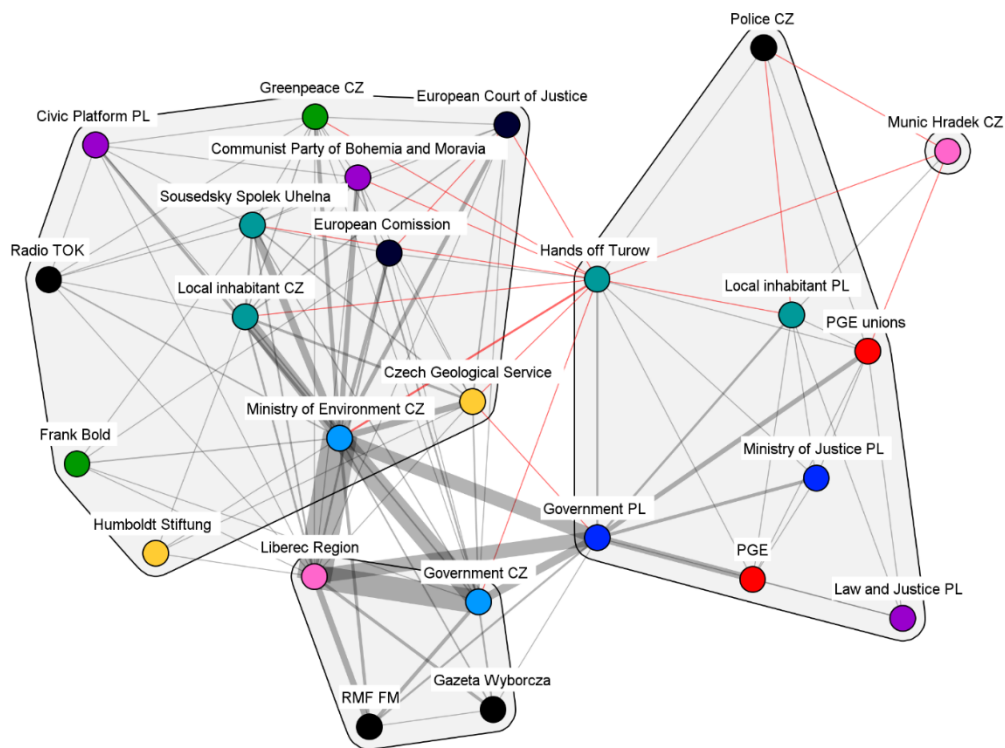 Police CZ
Greenpeace CZ
European Court of Justice
Civic Platform PL
Munic Hradek CZ
Communist Party of Bohemia and Moravia
Sousedsky Spolek Uhelna
European Comission
Radio TOK
Hands off Turow
Local inhabitant CZ
Local inhabitant PL
PGE unions
Czech Geological Service
Ministry of Environment CZ
Frank Bold
Ministry of Justice PL
Government PL
Humboldt Stiftung
Liberec Region
Government CZ
PGE
Law and Justice PL
Gazeta Wyborcza
RMF FM